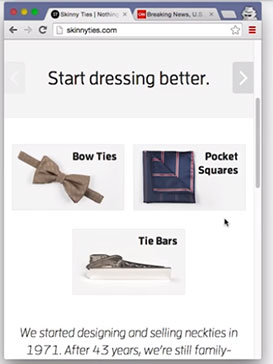 Skinny Ties | Nothing
Breaking News, U.S
skinnyties.com
Start dressing better.
Bow Ties
Pocket
Squares
Tie Bars
We started designing and selling neckties in
1971. After 43 years, we're still family-